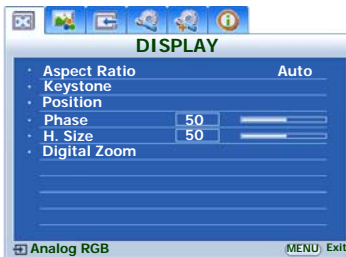 DISPLAY
Aspect Ratio Auto
Keystone
Position
Phase 50
H. Size 50
Digital Zoom
Analog RGB MENU Exit